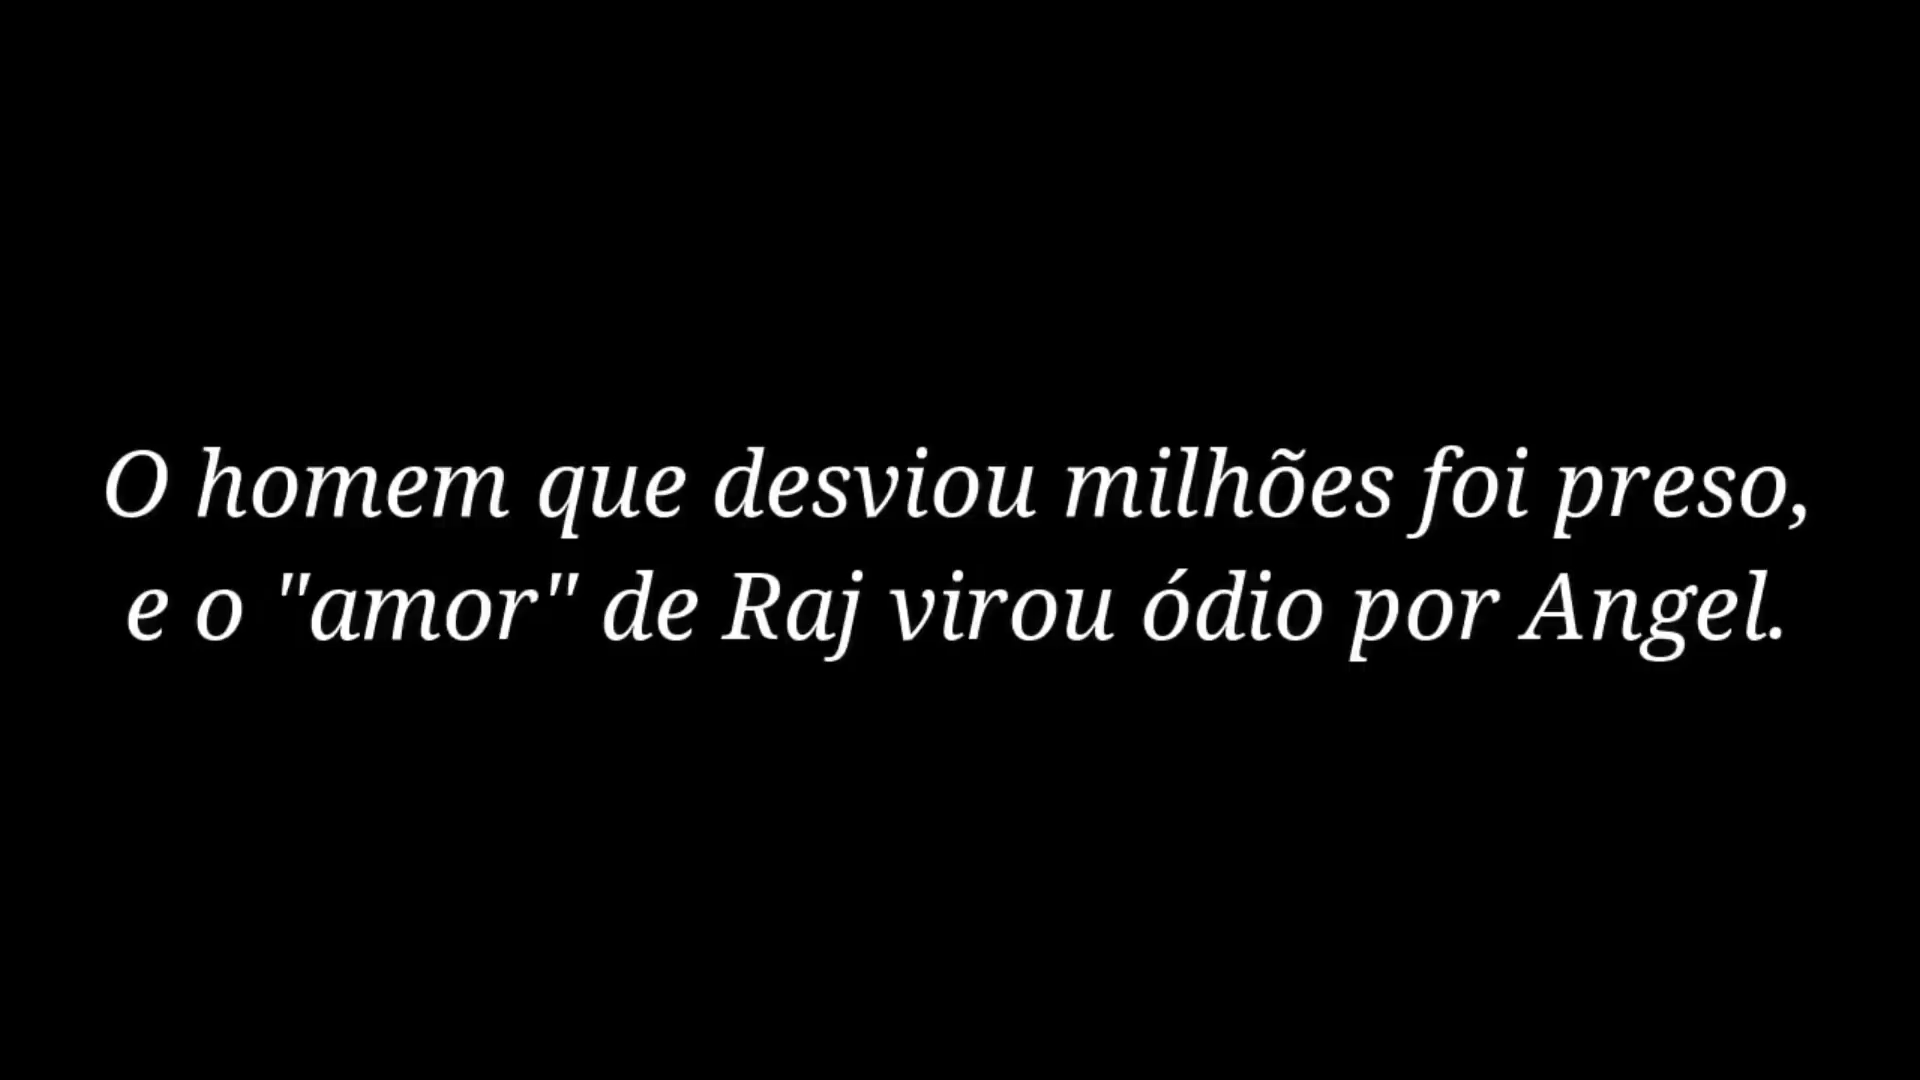 O homem que desviou milhões foi preso,
e o "amor" de Raj virou ódio por Angel.